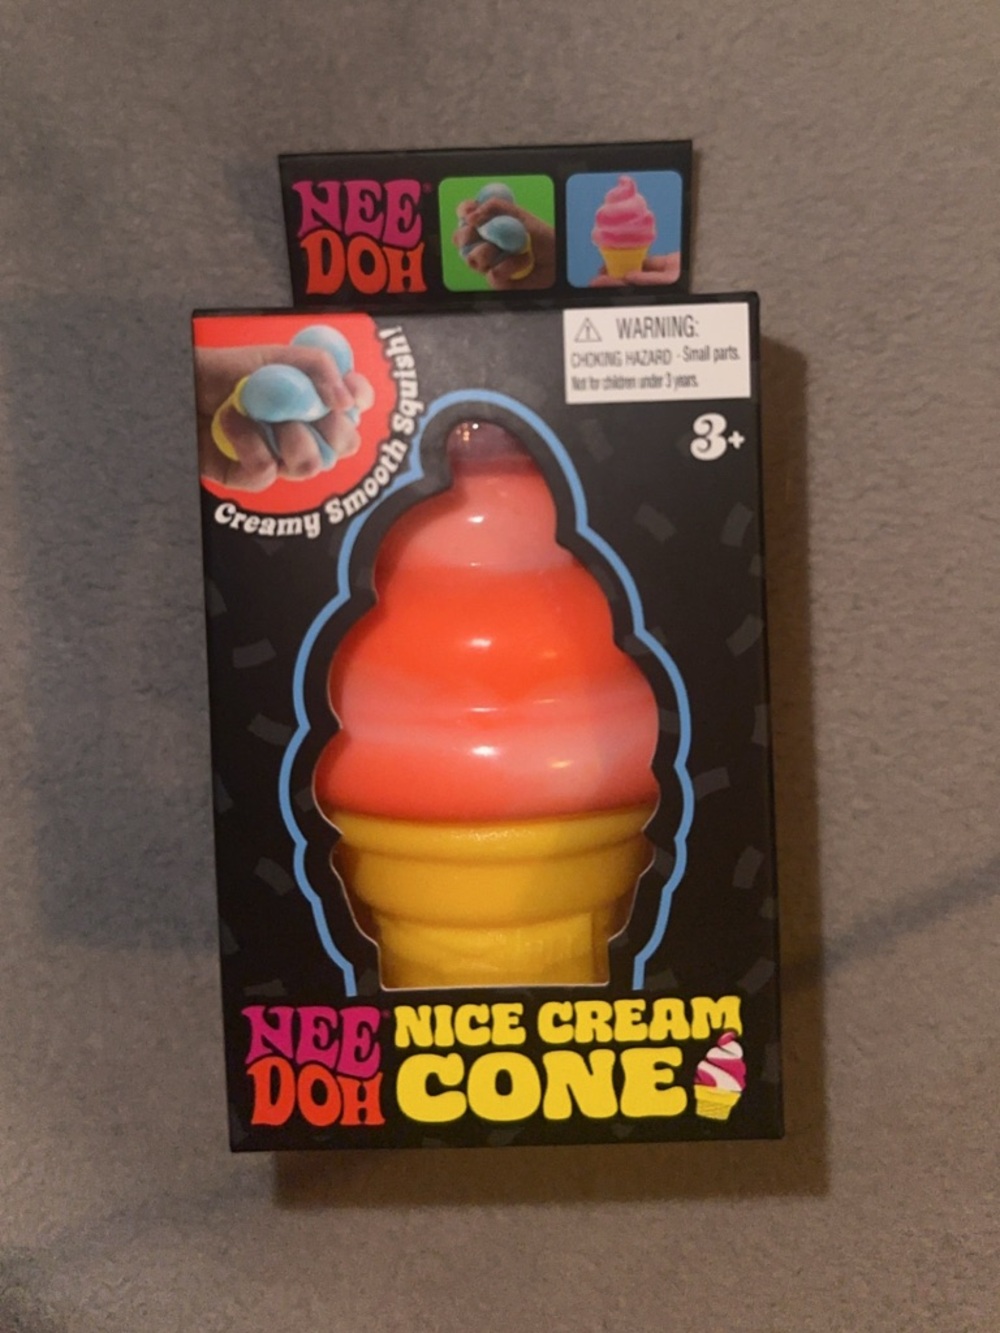 NEE®
DOH
WARNING:
CHOKING HAZARD - Small parts.
Not for children under 3 years.
3+
Creamy Smooth Squish!
NEE®
DOH
NICE CREAM
CONE